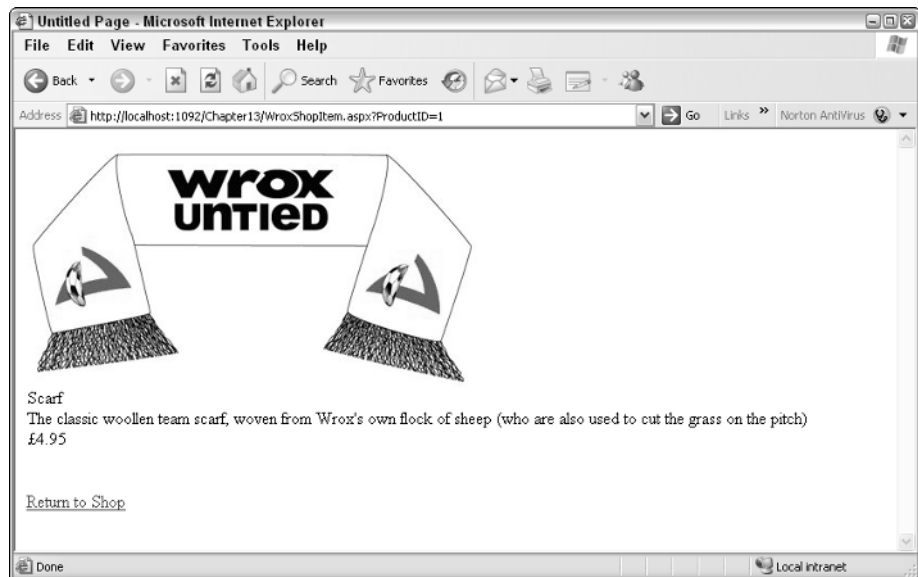 Untitled Page - Microsoft Internet Explorer
File Edit View Favorites Tools Help
Back Search Favorites
Address http://localhost:1092/Chapter13/WroxShopItem.aspx?ProductID=1 Go Links » Norton AntiVirus
wrox
UNTIED
Scarf
The classic woollen team scarf, woven from Wrox's own flock of sheep (who are also used to cut the grass on the pitch)
£4.95
Return to Shop
Done Local intranet